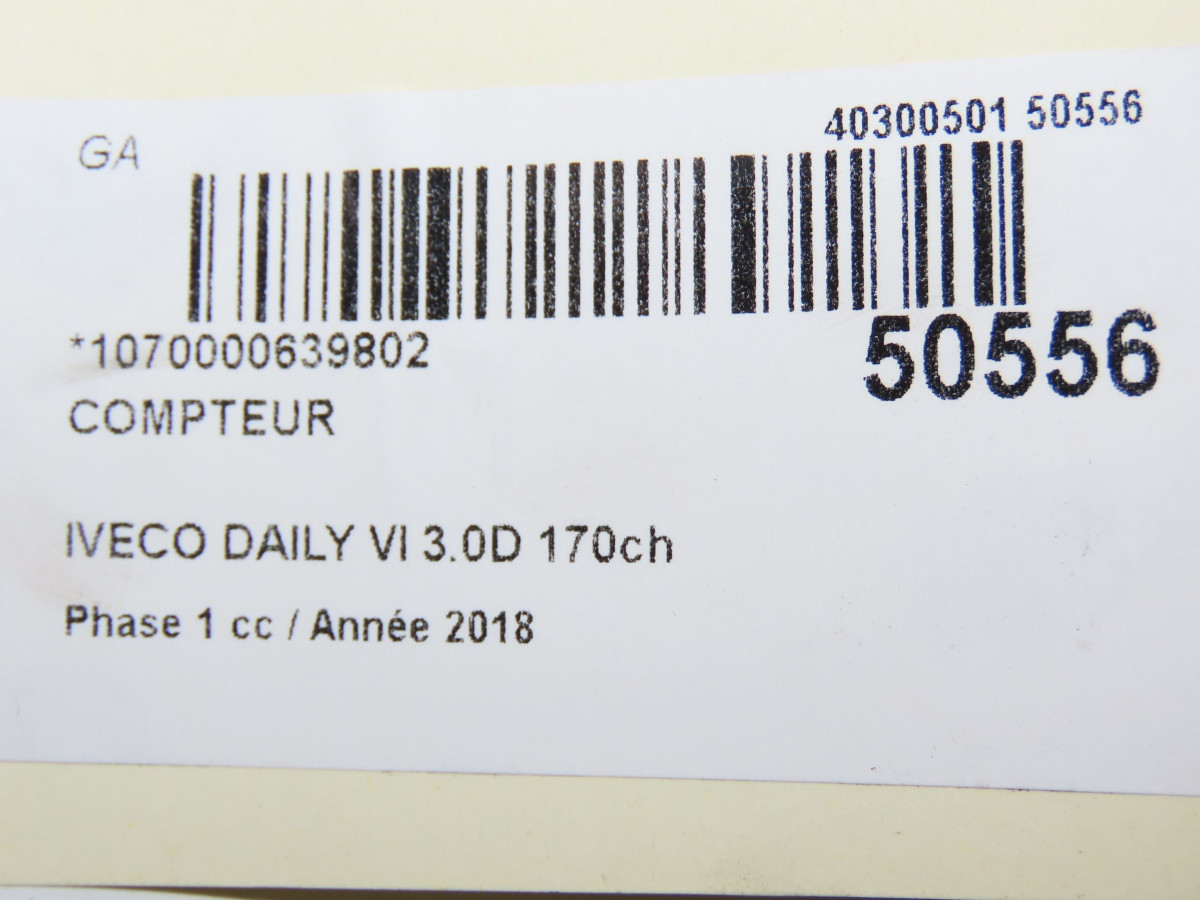 GA
40300501 50556
*1070000639802
50556
COMPTEUR
IVECO DAILY VI 3.0D 170ch
Phase 1 cc / Année 2018